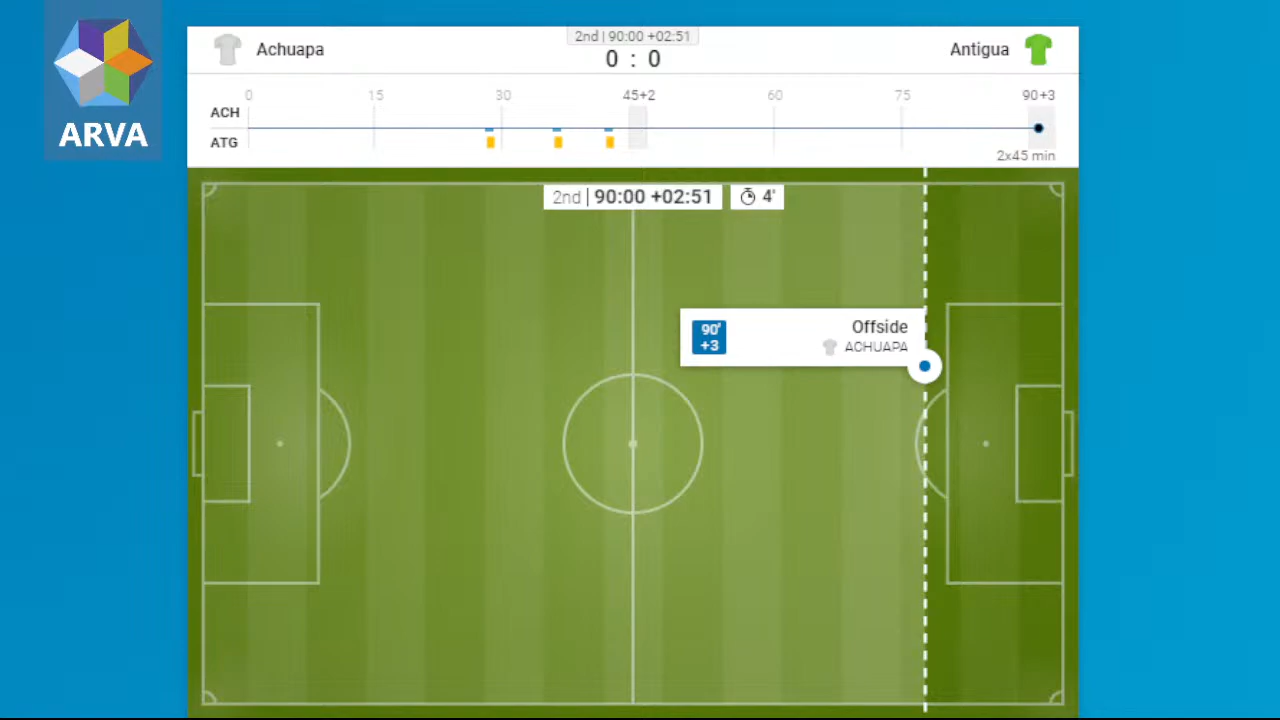 ARVA
Achuapa
2nd | 90:00 +02:51
0 : 0
Antigua
0 15 30 45+2 60 75 90+3
ACH
ATG
2x45 min
2nd | 90:00 +02:51
4'
90'
+3
Offside
ACHUAPA